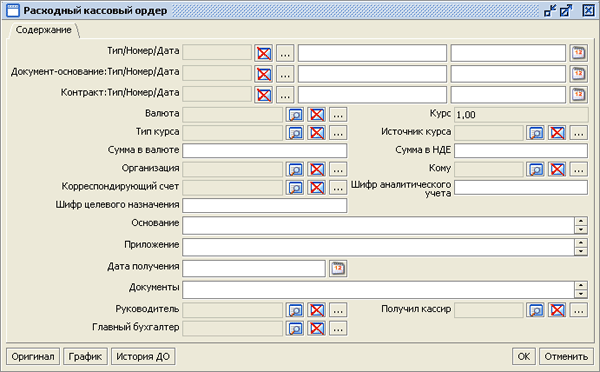 Расходный кассовый ордер
Содержание
Тип/Номер/Дата ...
Документ-основание:Тип/Номер/Дата ...
Контракт:Тип/Номер/Дата ...
Валюта ... Курс 1,00
Тип курса ... Источник курса ...
Сумма в валюте Сумма в НДЕ
Организация ... Кому ...
Корреспондирующий счет ... Шифр аналитического
учета
Шифр целевого назначения
Основание
Приложение
Дата получения
Документы
Руководитель ... Получил кассир ...
Главный бухгалтер ...
Оригинал График История ДО OK Отменить